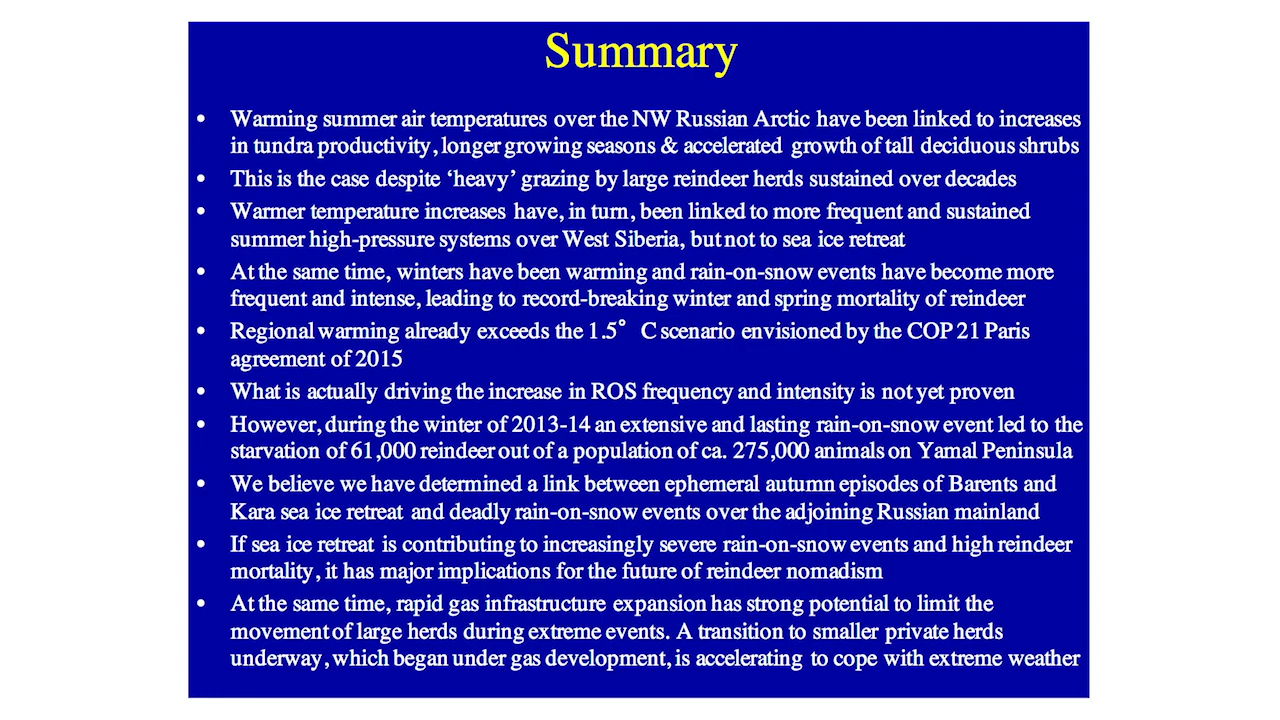 Summary
• Warming summer air temperatures over the NW Russian Arctic have been linked to increases
in tundra productivity, longer growing seasons & accelerated growth of tall deciduous shrubs
• This is the case despite ‘heavy’ grazing by large reindeer herds sustained over decades
• Warmer temperature increases have, in turn, been linked to more frequent and sustained
summer high-pressure systems over West Siberia, but not to sea ice retreat
• At the same time, winters have been warming and rain-on-snow events have become more
frequent and intense, leading to record-breaking winter and spring mortality of reindeer
• Regional warming already exceeds the 1.5° C scenario envisioned by the COP 21 Paris
agreement of 2015
• What is actually driving the increase in ROS frequency and intensity is not yet proven
• However, during the winter of 2013-14 an extensive and lasting rain-on-snow event led to the
starvation of 61,000 reindeer out of a population of ca. 275,000 animals on Yamal Peninsula
• We believe we have determined a link between ephemeral autumn episodes of Barents and
Kara sea ice retreat and deadly rain-on-snow events over the adjoining Russian mainland
• If sea ice retreat is contributing to increasingly severe rain-on-snow events and high reindeer
mortality, it has major implications for the future of reindeer nomadism
• At the same time, rapid gas infrastructure expansion has strong potential to limit the
movement of large herds during extreme events. A transition to smaller private herds
underway, which began under gas development, is accelerating to cope with extreme weather